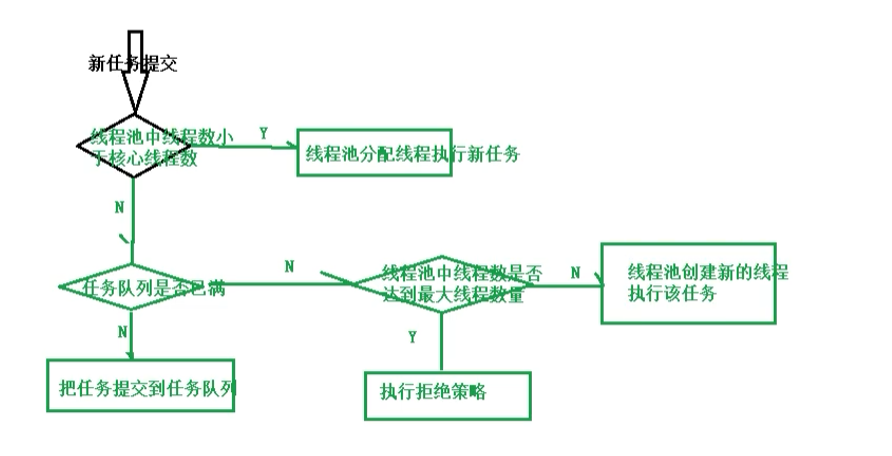 新任务提交
线程池中线程数小
于核心线程数
Y
线程池分配线程执行新任务
N
任务队列是否已满
N
线程池中线程数是否
达到最大线程数量
N
线程池创建新的线程
执行该任务
N
把任务提交到任务队列
Y
执行拒绝策略